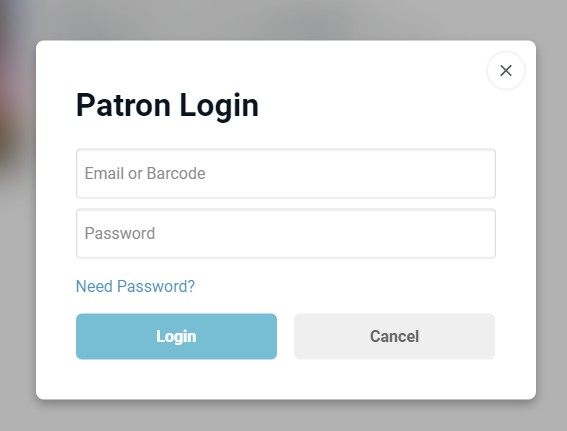 Patron Login
Email or Barcode
Password
Need Password?
Login
Cancel